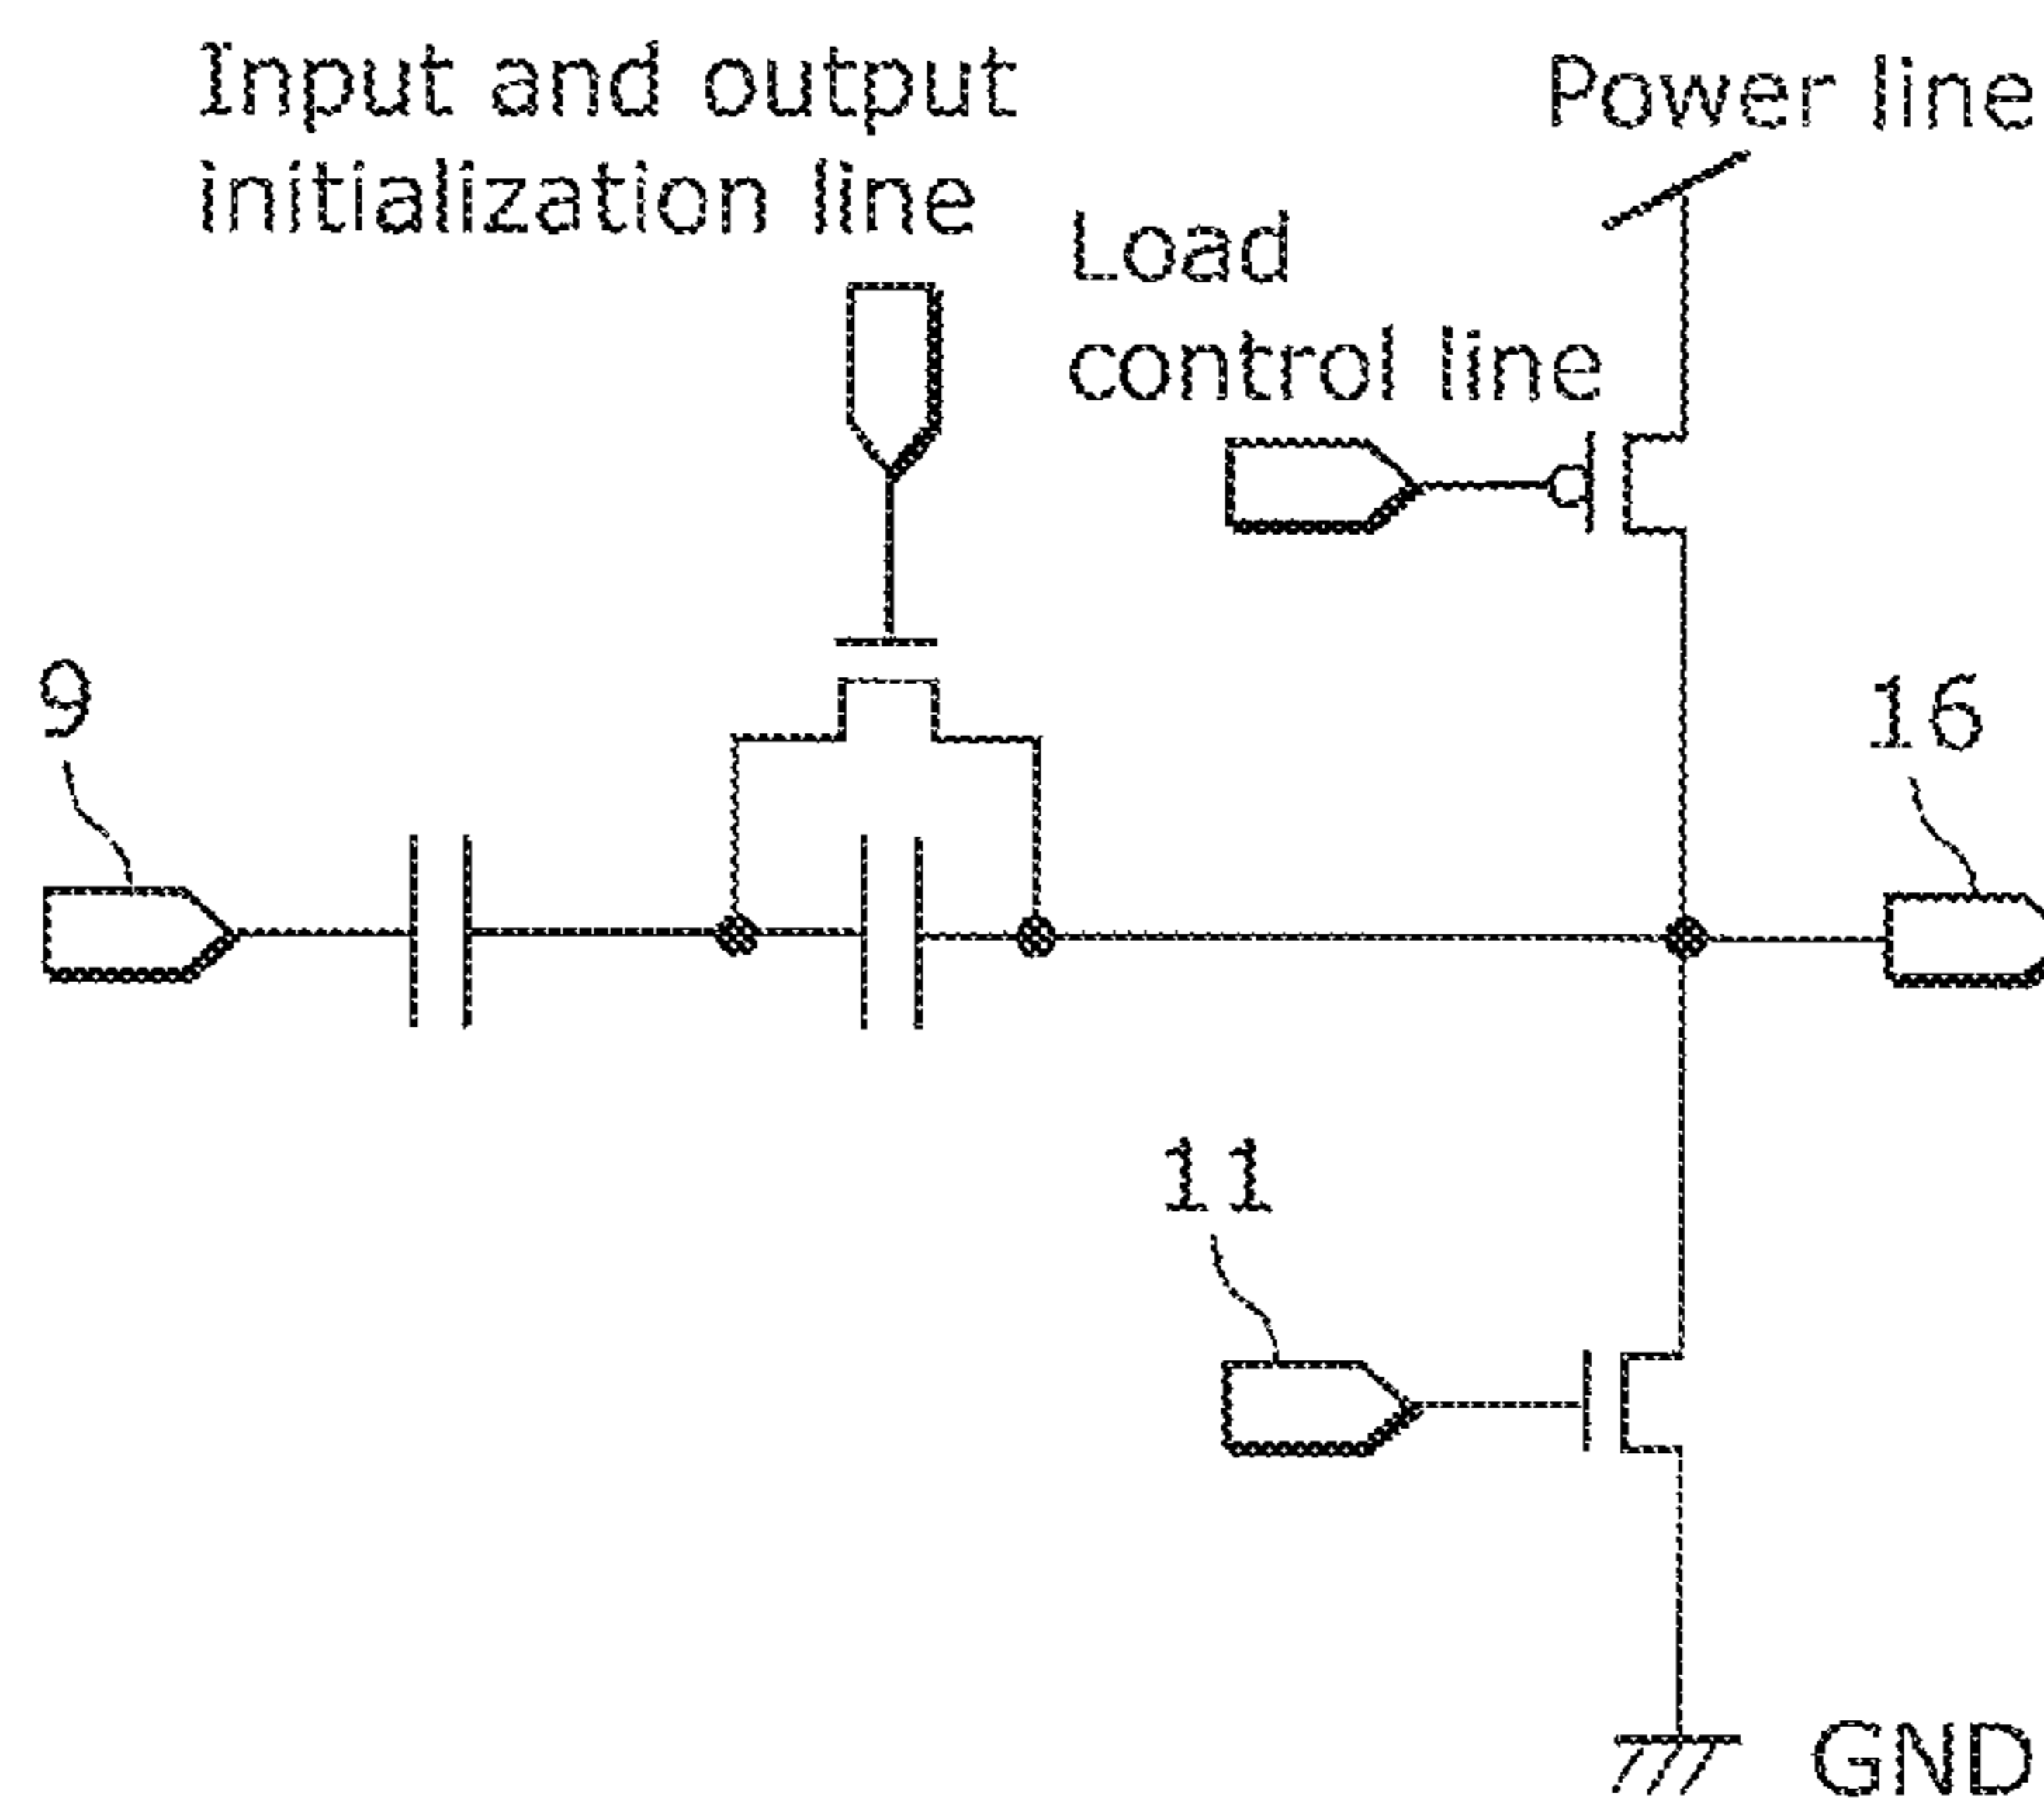 Input and output
initialization line
Power line
Load
control line
9
16
11
GND